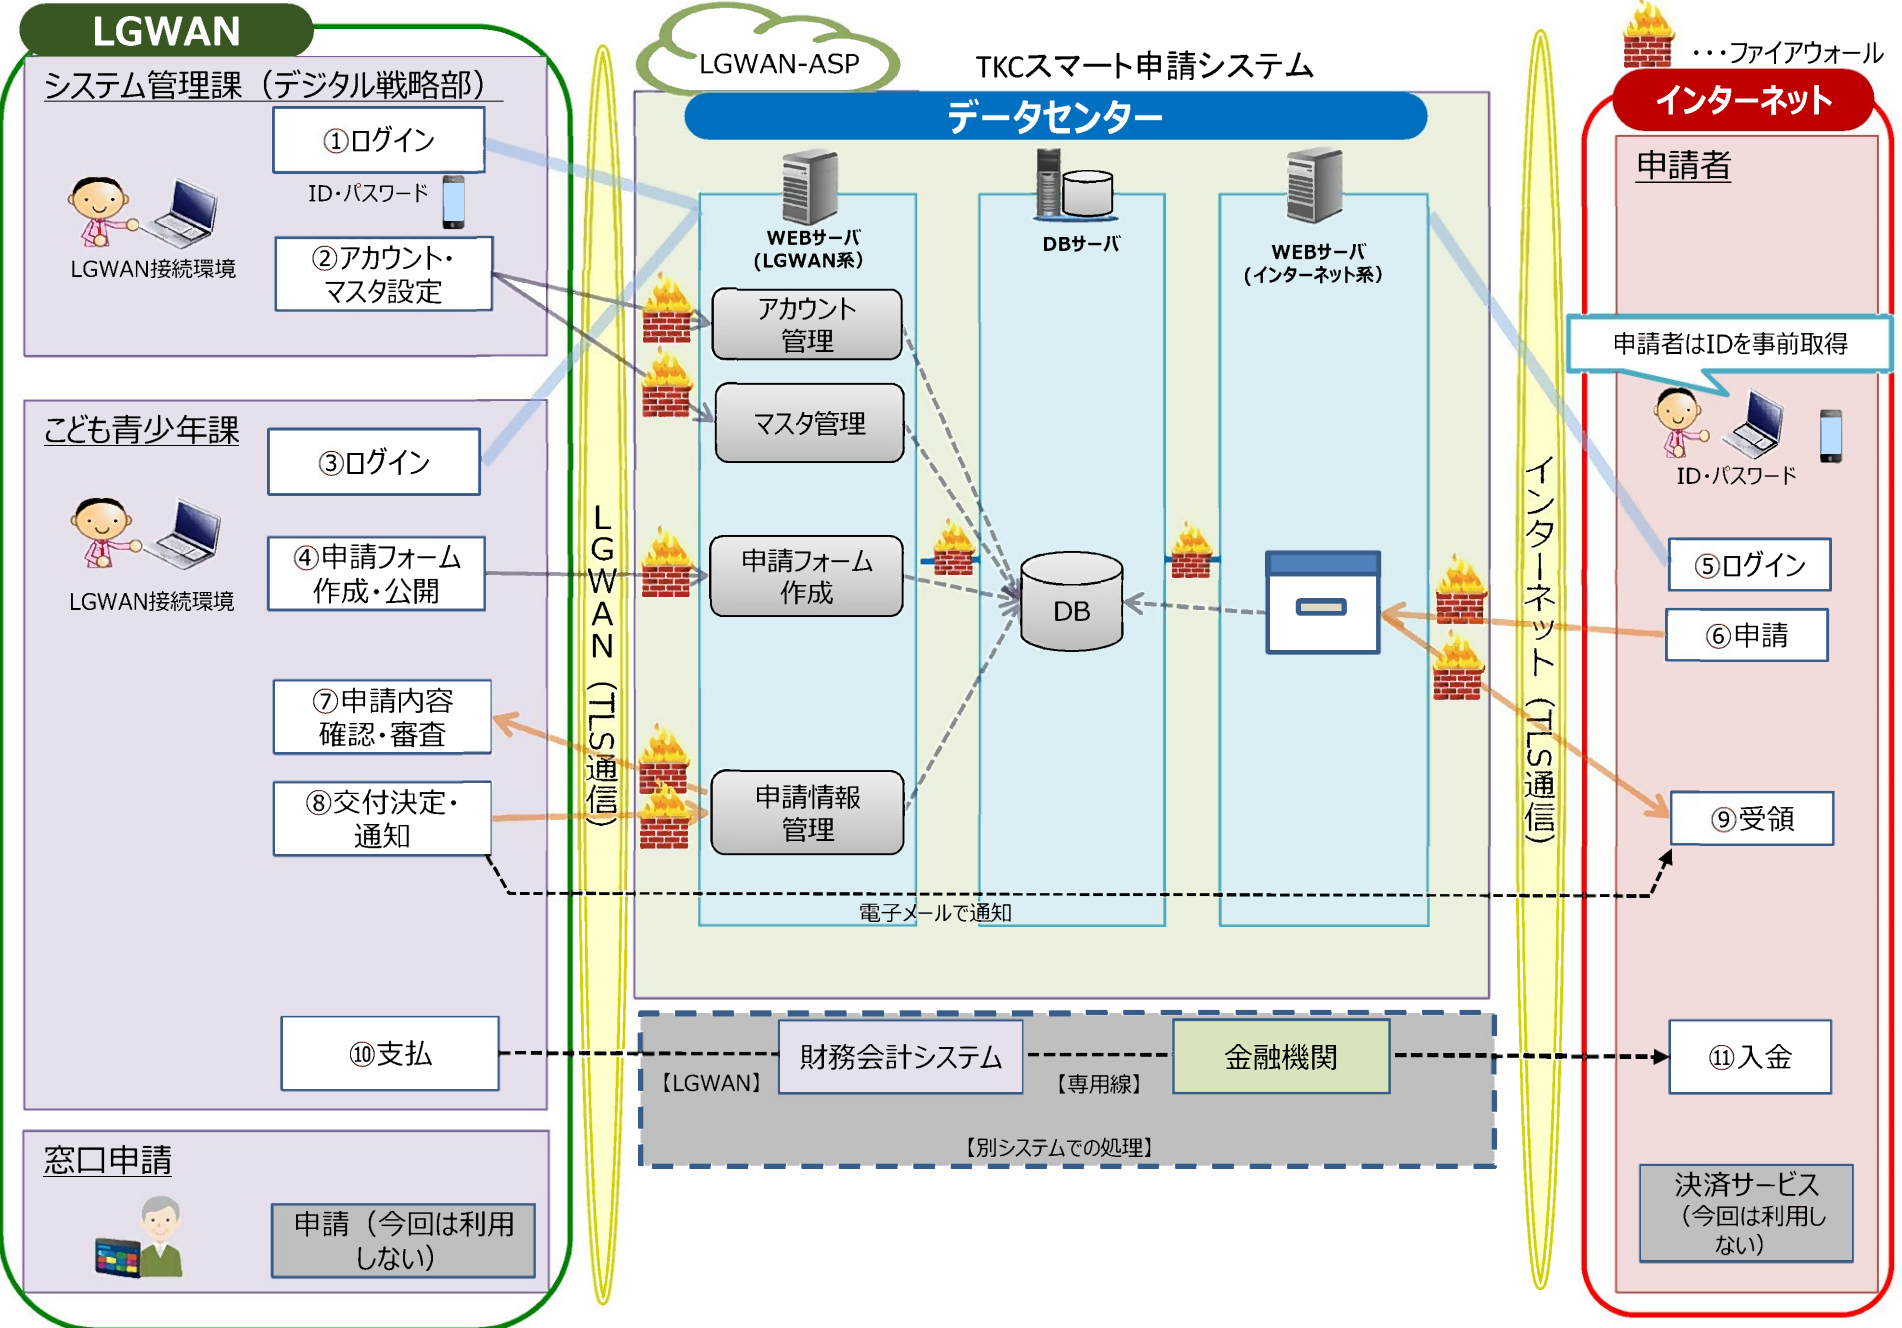 LGWAN
システム管理課（デジタル戦略部）
①ログイン
ID・パスワード
LGWAN接続環境
②アカウント・
マスタ設定
こども青少年課
③ログイン
LGWAN接続環境
④申請フォーム
作成・公開
⑦申請内容
確認・審査
⑧交付決定・
通知
⑩支払
窓口申請
申請（今回は利用
しない）
LGWAN（TLS通信）
LGWAN-ASP
TKCスマート申請システム
データセンター
WEBサーバ
(LGWAN系)
DBサーバ
WEBサーバ
(インターネット系)
アカウント
管理
マスタ管理
申請フォーム
作成
DB
申請情報
管理
電子メールで通知
財務会計システム
金融機関
【LGWAN】
【専用線】
【別システムでの処理】
インターネット（TLS通信）
・・・ファイアウォール
インターネット
申請者
申請者はIDを事前取得
ID・パスワード
⑤ログイン
⑥申請
⑨受領
⑪入金
決済サービス
（今回は利用し
ない）